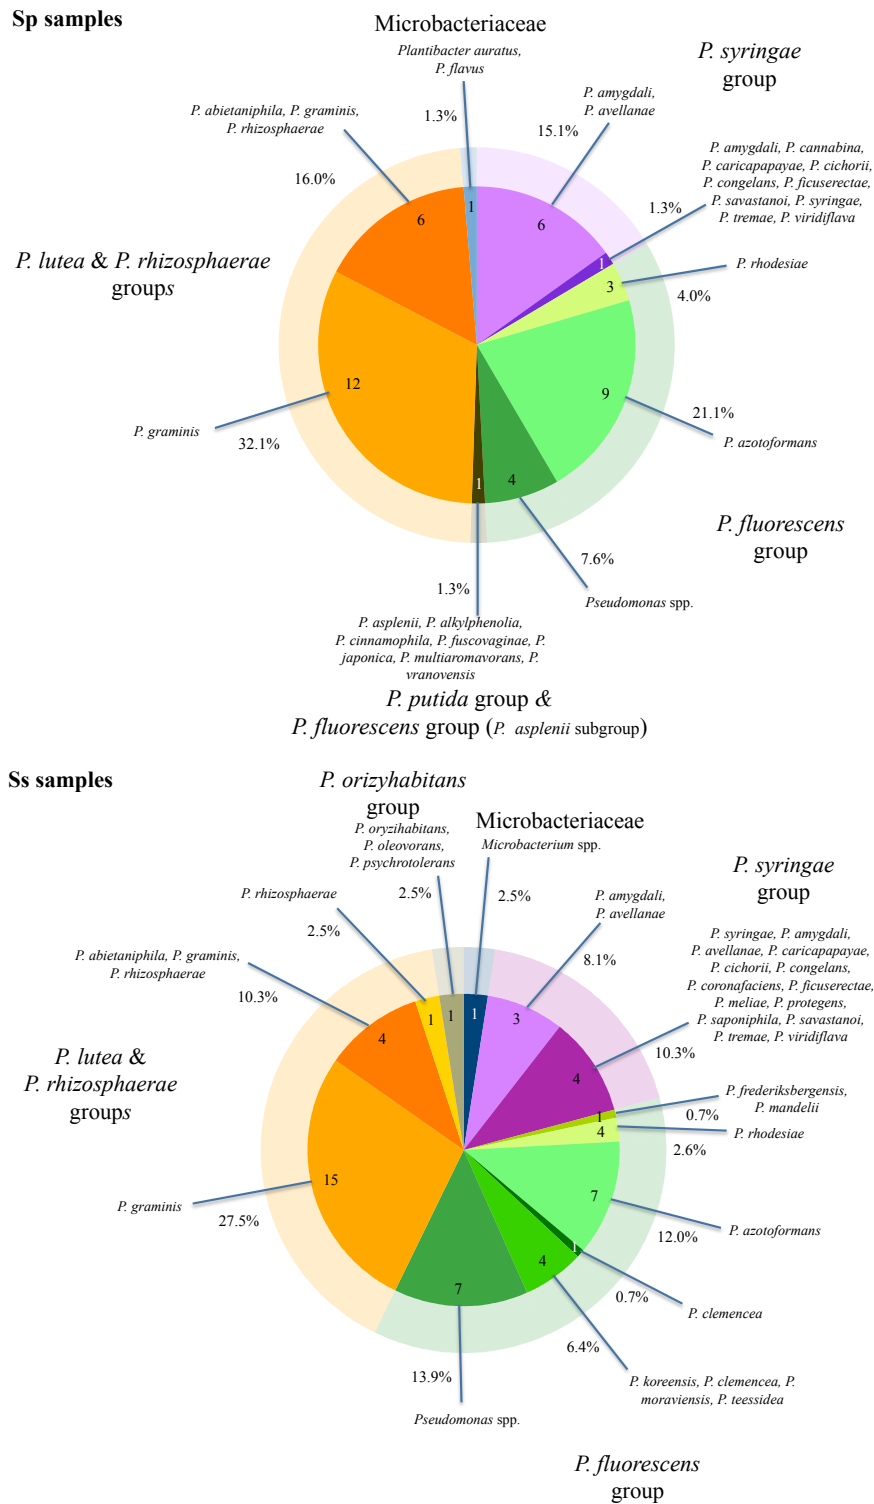 Sp samples
Microbacteriaceae
Plantibacter auratus,
P. flavus
P. syringae
group
P. amygdali,
P. avellanae
P. abietaniphila, P. graminis,
P. rhizosphaerae
1.3%
15.1%
P. amygdali, P. cannabina,
P. caricapapayae, P. cichorii,
P. congelans, P. ficuserectae,
P. savastanoi, P. syringae,
P. tremae, P. viridiflava
16.0%
1.3%
6
1
6
P. lutea & P. rhizosphaerae
groups
1
P. rhodesiae
3
4.0%
12
9
21.1%
P. graminis
32.1%
P. azotoformans
1
4
P. fluorescens
group
7.6%
1.3%
Pseudomonas spp.
P. asplenii, P. alkylphenolia,
P. cinnamophila, P. fuscovaginae, P.
japonica, P. multiaromavorans, P.
vranovensis
P. putida group &
P. fluorescens group (P. asplenii subgroup)
Ss samples
P. orizyhabitans
group
Microbacteriaceae
P. oryzihabitans,
P. oleovorans,
P. psychrotolerans
Microbacterium spp.
P. syringae
group
P. rhizosphaerae
2.5%
2.5%
P. amygdali,
P. avellanae
2.5%
P. abietaniphila, P. graminis,
P. rhizosphaerae
8.1%
P. syringae, P. amygdali,
P. avellanae, P. caricapapayae,
P. cichorii, P. congelans,
P. coronafaciens, P. ficuserectae,
P. meliae, P. protegens,
P. saponiphila, P. savastanoi,
P. tremae, P. viridiflava
10.3%
1
1
1
3
4
10.3%
P. lutea &
P. rhizosphaerae
groups
4
P. frederiksbergensis,
P. mandelii
1
0.7%
4
P. rhodesiae
2.6%
15
7
P. graminis
27.5%
P. azotoformans
12.0%
1
4
7
0.7%
P. clemencea
6.4%
13.9%
P. koreensis, P. clemencea, P.
moraviensis, P. teessidea
Pseudomonas spp.
P. fluorescens
group